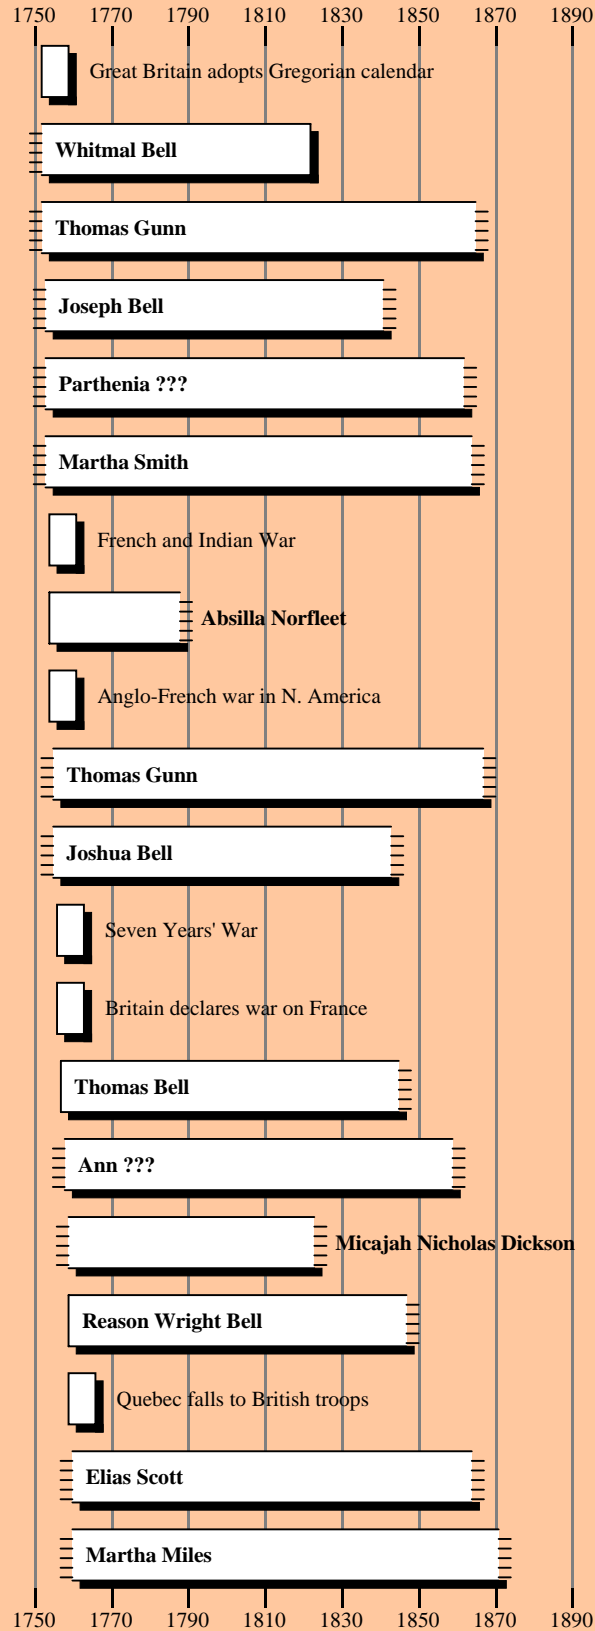 1750 1770 1790 1810 1830 1850 1870 1890
Great Britain adopts Gregorian calendar
Whitmal Bell
Thomas Gunn
Joseph Bell
Parthenia ???
Martha Smith
French and Indian War
Absilla Norfleet
Anglo-French war in N. America
Thomas Gunn
Joshua Bell
Seven Years' War
Britain declares war on France
Thomas Bell
Ann ???
Micajah Nicholas Dickson
Reason Wright Bell
Quebec falls to British troops
Elias Scott
Martha Miles
1750 1770 1790 1810 1830 1850 1870 1890